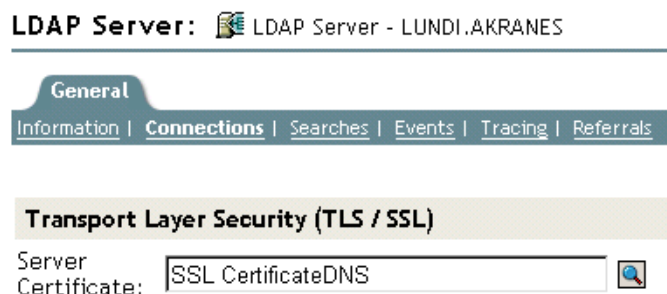 LDAP Server: LDAP Server - LUNDI.AKRANES
General
Information | Connections | Searches | Events | Tracing | Referrals
Transport Layer Security (TLS / SSL)
Server
Certificate: SSL CertificateDNS